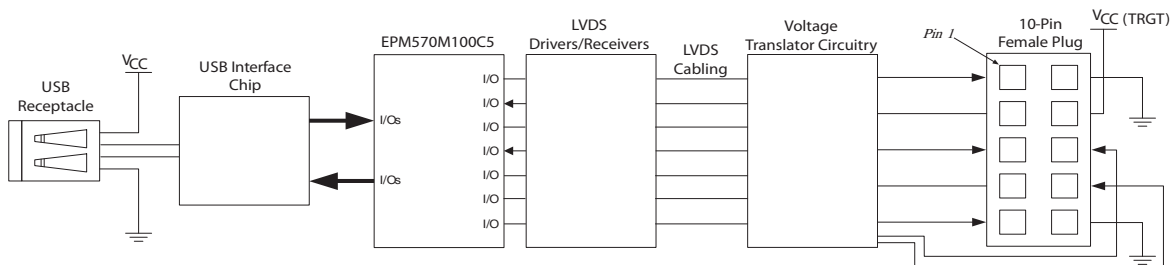 USB
Receptacle
VCC
USB Interface
Chip
EPM570M100C5
I/Os
I/Os
I/O
I/O
I/O
I/O
I/O
I/O
I/O
LVDS
Drivers/Receivers
LVDS
Cabling
Voltage
Translator Circuitry
Pin 1
10-Pin
Female Plug
VCC (TRGT)